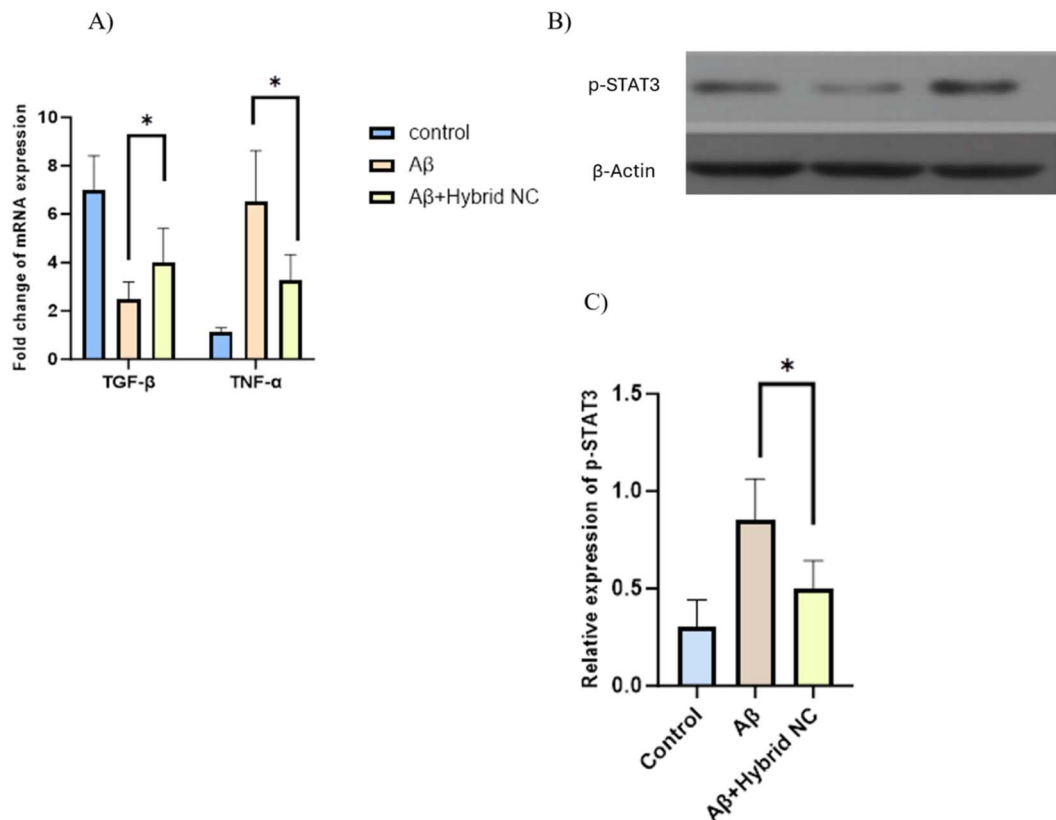 A)
Fold change of mRNA expression
10
8
6
4
2
0
*
*
TGF-β
TNF-α
control
Aβ
Aβ+Hybrid NC
B)
p-STAT3
β-Actin
C)
Relative expression of p-STAT3
1.5
1.0
0.5
0.0
*
Control
Aβ
Aβ+Hybrid NC